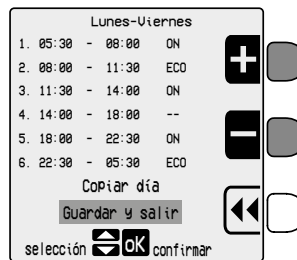 Lunes-Viernes
1. 05:30 - 08:00 ON
2. 08:00 - 11:30 ECO
3. 11:30 - 14:00 ON
4. 14:00 - 18:00 --
5. 18:00 - 22:30 ON
6. 22:30 - 05:30 ECO
Copiar día
Guardar y salir
selección OK confirmar